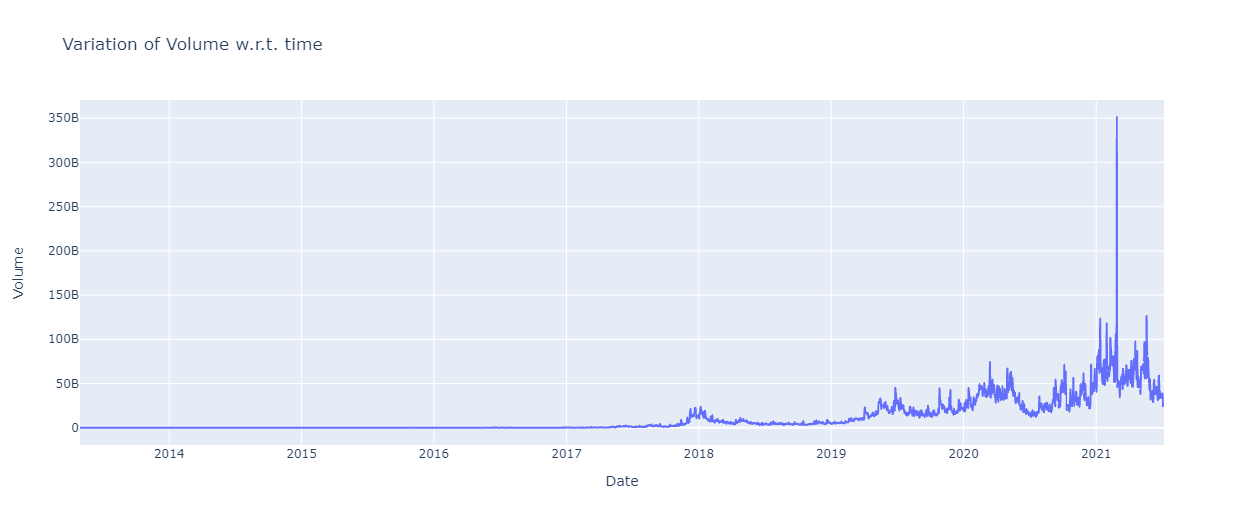 Variation of Volume w.r.t. time
Volume
350B
300B
250B
200B
150B
100B
50B
0
2014 2015 2016 2017 2018 2019 2020 2021
Date